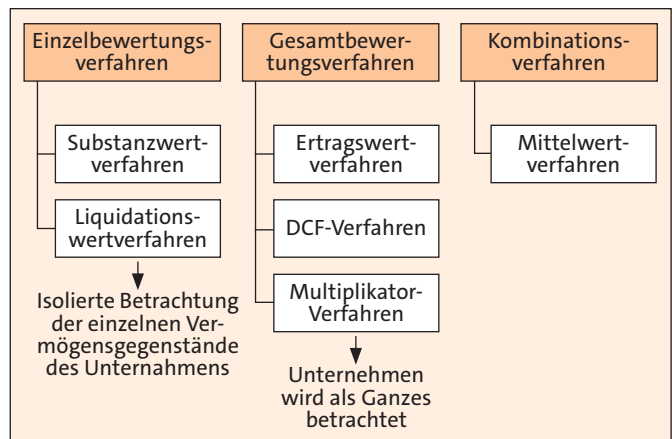 Einzelbewertungs-
verfahren
Substanzwert-
verfahren
Liquidations-
wertverfahren
Isolierte Betrachtung
der einzelnen Ver-
mögensgegenstände
des Unternahmens
Gesamtbewer-
tungsverfahren
Ertragswert-
verfahren
DCF-Verfahren
Multiplikator-
Verfahren
Unternehmen
wird als Ganzes
betrachtet
Kombinations-
verfahren
Mittelwert-
verfahren